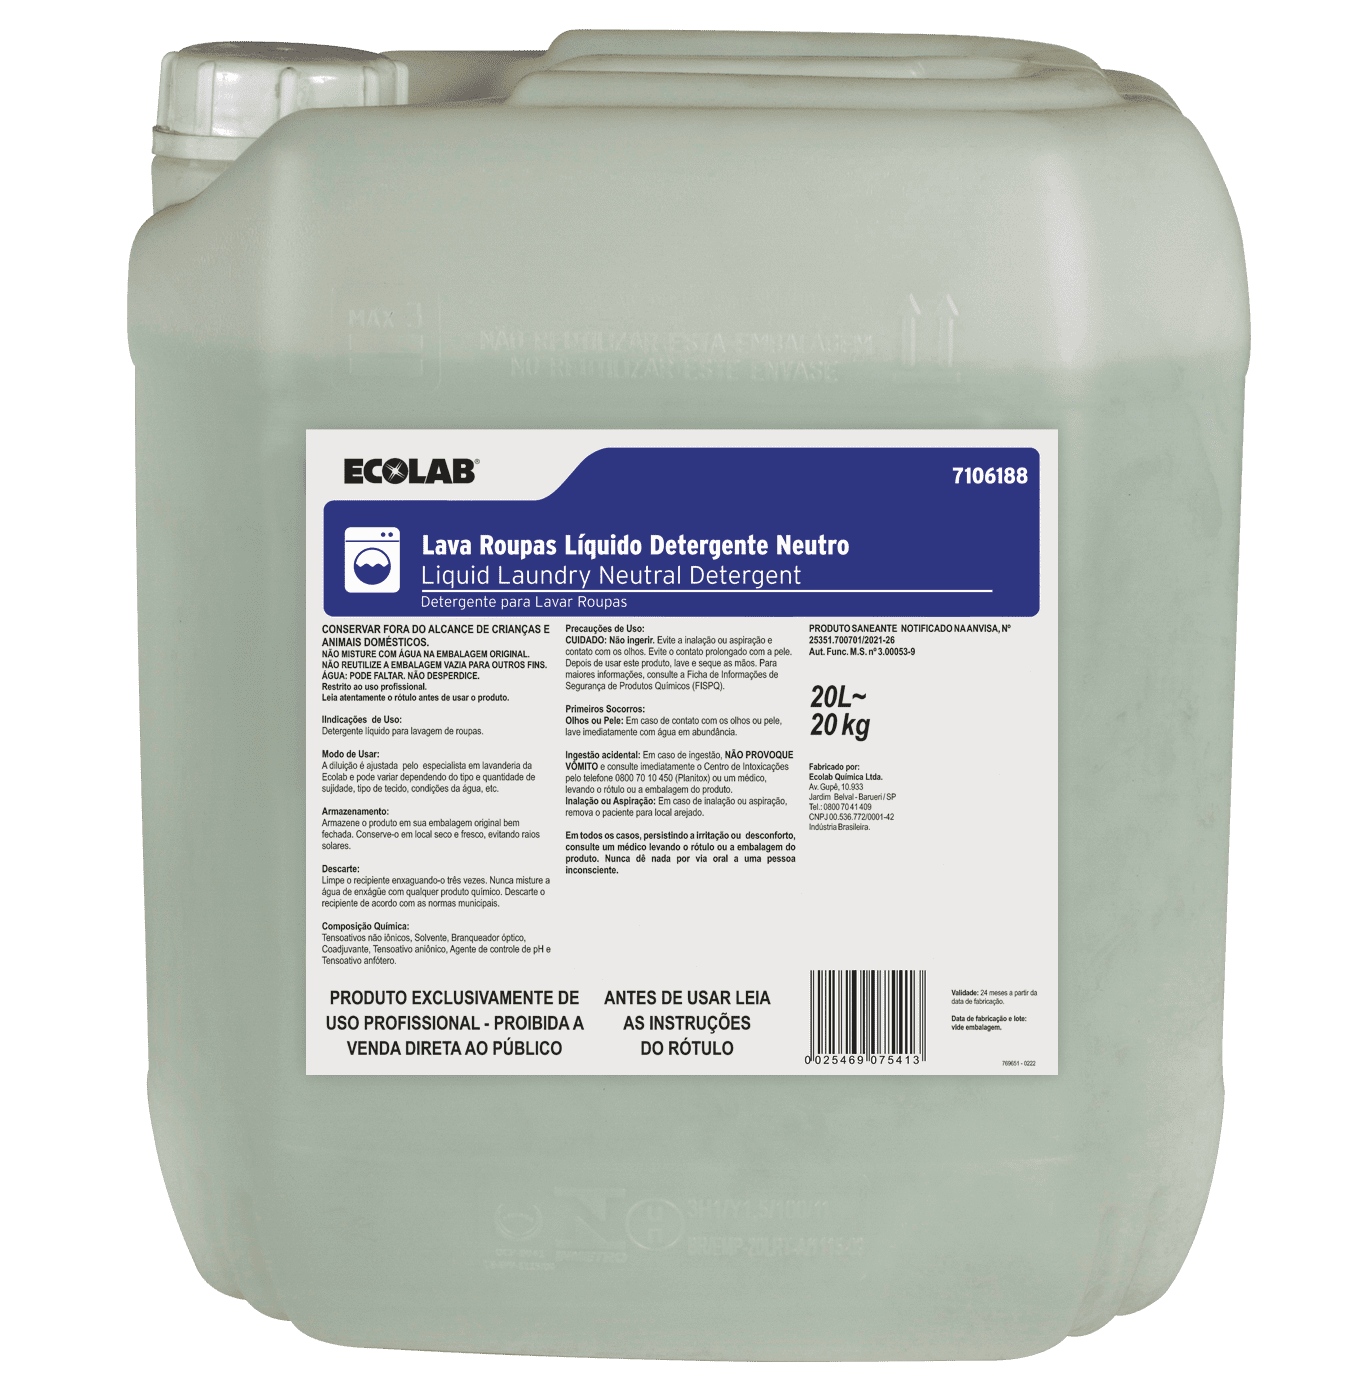 MAX
NÃO REUTILIZAR ESTA EMBALAGEM
NO REUTILIZAR ESTE ENVASE
ECOLAB®
7106188
Lava Roupas Líquido Detergente Neutro
Liquid Laundry Neutral Detergent
Detergente para Lavar Roupas
CONSERVAR FORA DO ALCANCE DE CRIANÇAS E
ANIMAIS DOMÉSTICOS.
NÃO MISTURE COM ÁGUA NA EMBALAGEM ORIGINAL.
NÃO REUTILIZE A EMBALAGEM VAZIA PARA OUTROS FINS.
ÁGUA: PODE FALTAR. NÃO DESPERDICE.
Restrito ao uso profissional.
Leia atentamente o rótulo antes de usar o produto.
IIndicações de Uso:
Detergente líquido para lavagem de roupas.
Modo de Usar:
A diluição é ajustada pelo especialista em lavanderia da
Ecolab e pode variar dependendo do tipo e quantidade de
sujidade, tipo de tecido, condições da água, etc.
Armazenamento:
Armazene o produto em sua embalagem original bem
fechada. Conserve-o em local seco e fresco, evitando raios
solares.
Descarte:
Limpe o recipiente enxaguando-o três vezes. Nunca misture a
água de enxágüe com qualquer produto químico. Descarte o
recipiente de acordo com as normas municipais.
Composição Química:
Tensoativos não iônicos, Solvente, Branqueador óptico,
Coadjuvante, Tensoativo aniônico, Agente de controle de pH e
Tensoativo anfótero.
Precauções de Uso:
CUIDADO: Não ingerir. Evite a inalação ou aspiração e
contato com os olhos. Evite o contato prolongado com a pele.
Depois de usar este produto, lave e seque as mãos. Para
maiores informações, consulte a Ficha de Informações de
Segurança de Produtos Químicos (FISPQ).
Primeiros Socorros:
Olhos ou Pele: Em caso de contato com os olhos ou pele,
lave imediatamente com água em abundância.
Ingestão acidental: Em caso de ingestão, NÃO PROVOQUE
VÔMITO e consulte imediatamente o Centro de Intoxicações
pelo telefone 0800 70 10 450 (Planitox) ou um médico,
levando o rótulo ou a embalagem do produto.
Inalação ou Aspiração: Em caso de inalação ou aspiração,
remova o paciente para local arejado.
Em todos os casos, persistindo a irritação ou desconforto,
consulte um médico levando o rótulo ou a embalagem do
produto. Nunca dê nada por via oral a uma pessoa
inconsciente.
PRODUTO SANEANTE NOTIFICADO NA ANVISA, Nº
25351.700701/2021-26
Aut. Func. M.S. nº 3.00053-9
20L~
20 kg
Fabricado por:
Ecolab Química Ltda.
Av. Gupê, 10.933
Jardim Belval - Barueri / SP
Tel.: 0800 70 41 409
CNPJ 00.536.772/0001-42
Indústria Brasileira.
PRODUTO EXCLUSIVAMENTE DE
USO PROFISSIONAL - PROIBIDA A
VENDA DIRETA AO PÚBLICO
ANTES DE USAR LEIA
AS INSTRUÇÕES
DO RÓTULO
0 025469 075413
Validade: 24 meses a partir da
data de fabricação.
Data de fabricação e lote:
vide embalagem.
769651 - 0222
INMETRO